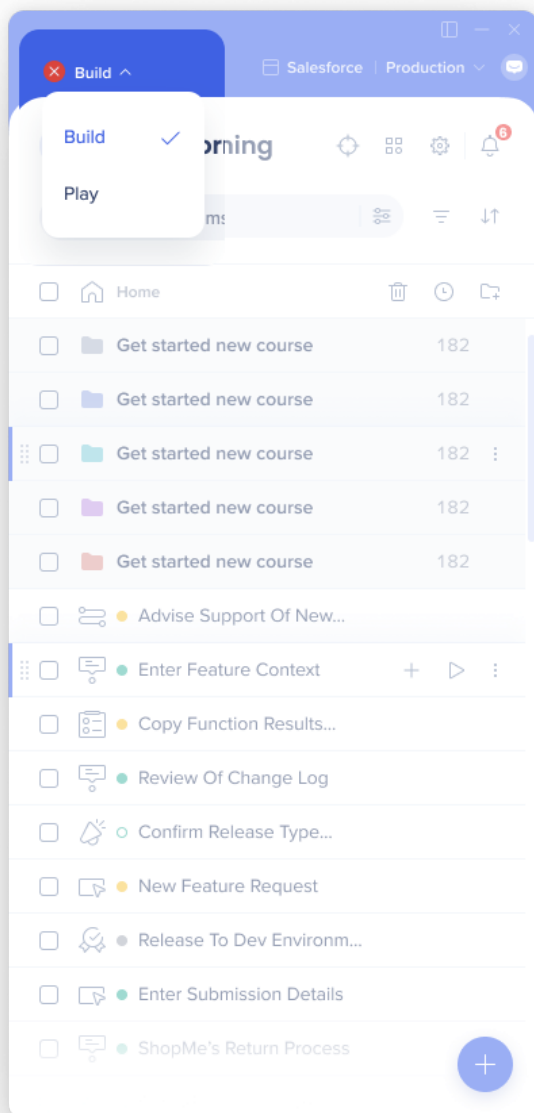 Build
Salesforce
Production
Build
Play
6
Home
Get started new course 182
Get started new course 182
Get started new course 182
Get started new course 182
Get started new course 182
Advise Support Of New...
Enter Feature Context
Copy Function Results...
Review Of Change Log
Confirm Release Type...
New Feature Request
Release To Dev Environm...
Enter Submission Details
ShopMe's Return Process